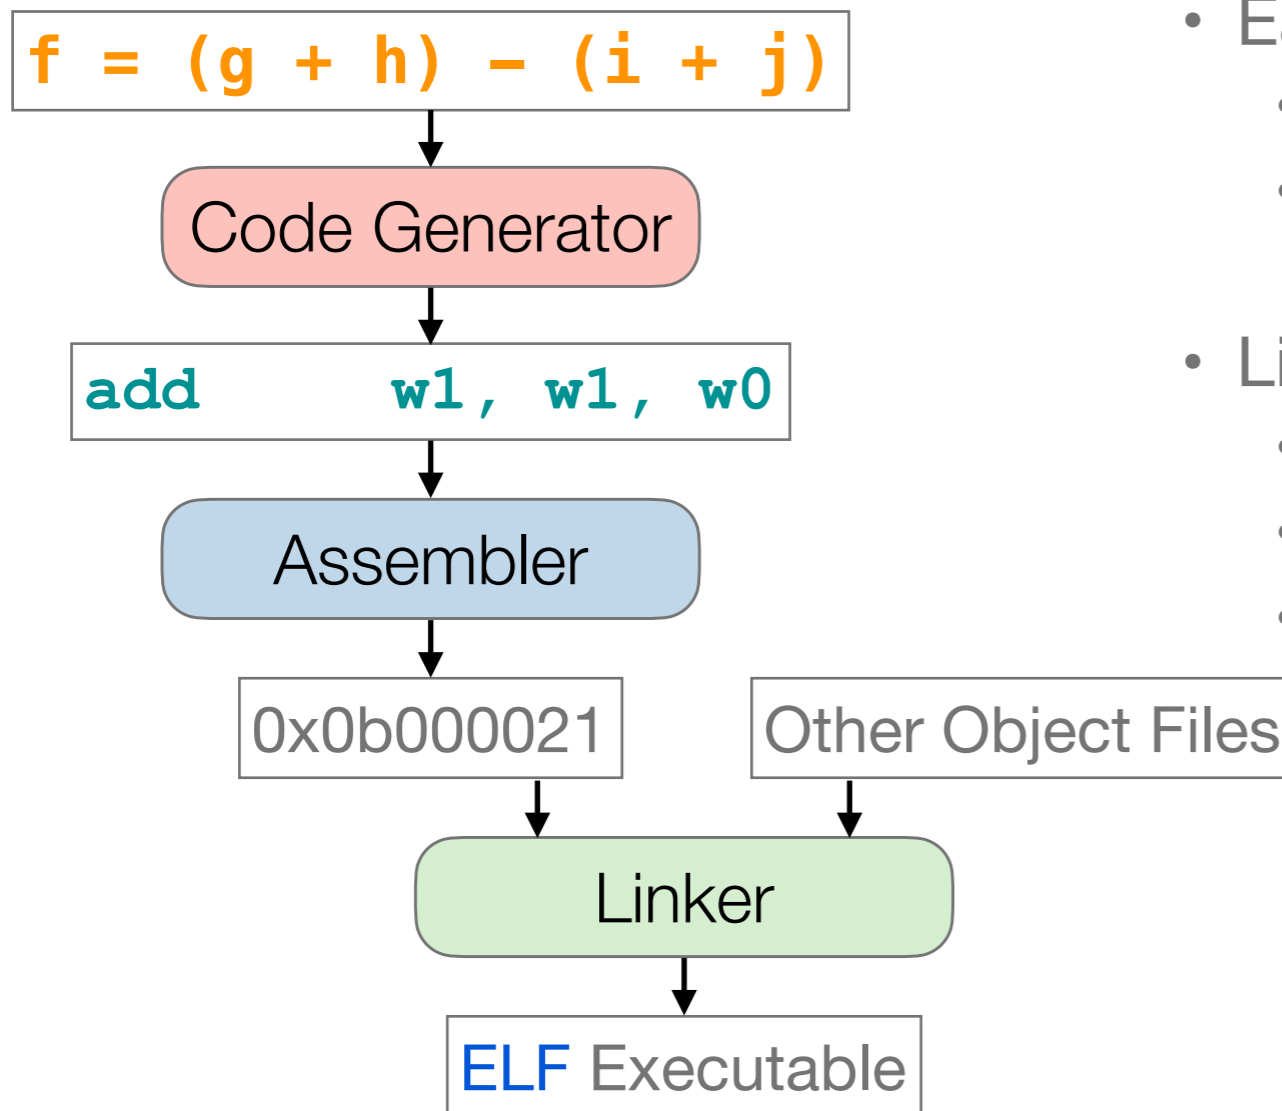 f = (g + h) - (i + j)
Code Generator
add w1, w1, w0
Assembler
0x0b000021
Other Object Files
Linker
ELF Executable